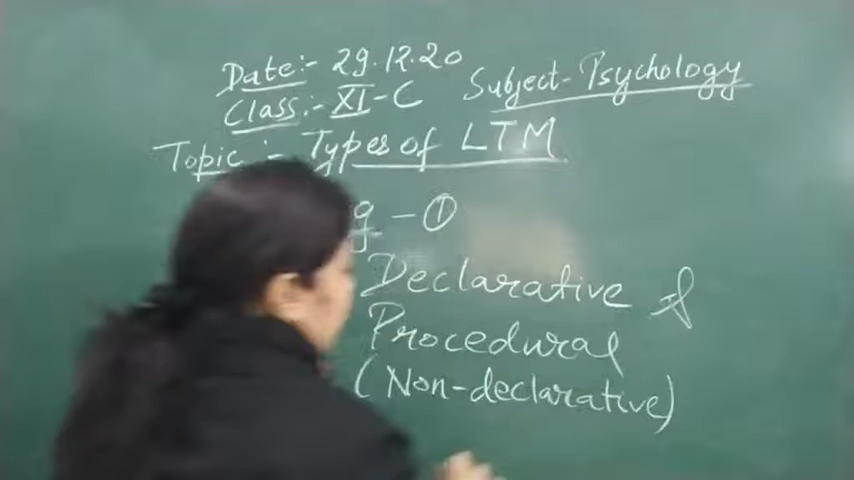 Date:- 29.12.20
Class:- XI-C Subject-Psychology
Topic:- Types of LTM
- ①
Declarative &
Procedural
(Non-declarative)